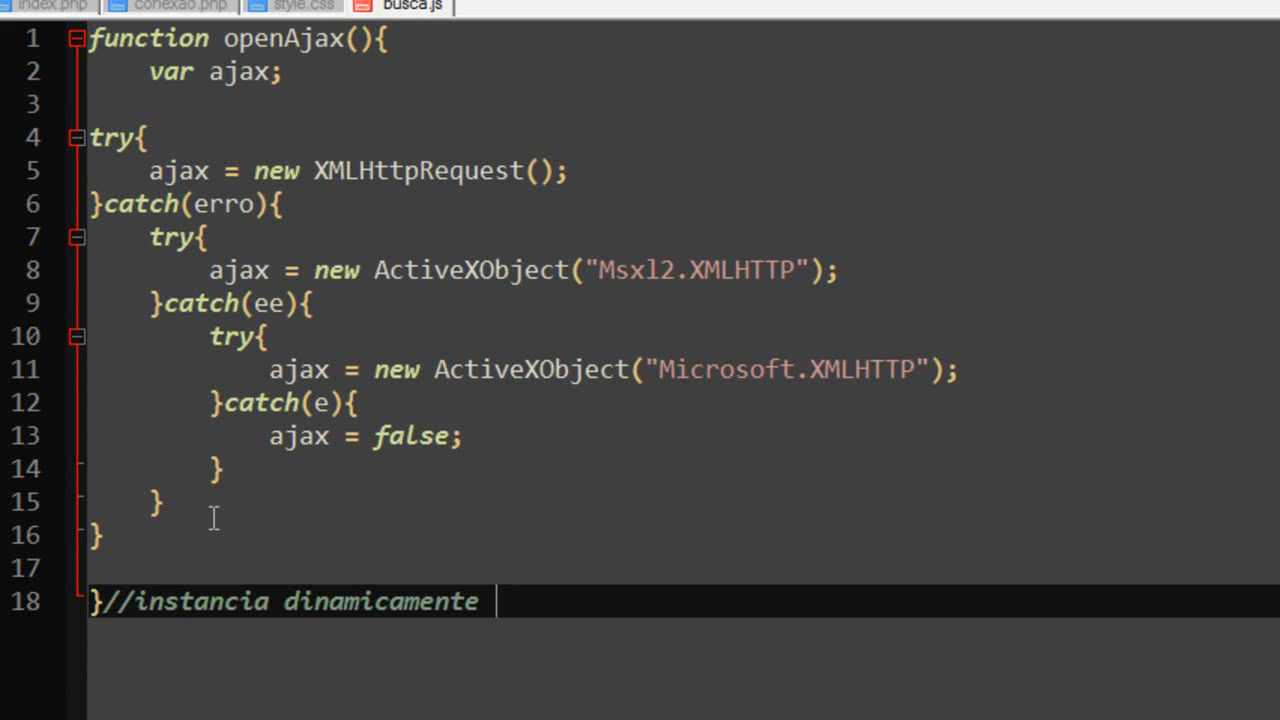 index.php conexao.php style.css busca.js
1 function openAjax(){
2 var ajax;
3
4 try{
5 ajax = new XMLHttpRequest();
6 }catch(erro){
7 try{
8 ajax = new ActiveXObject("Msxl2.XMLHTTP");
9 }catch(ee){
10 try{
11 ajax = new ActiveXObject("Microsoft.XMLHTTP");
12 }catch(e){
13 ajax = false;
14 }
15 }
16 }
17
18 }//instancia dinamicamente